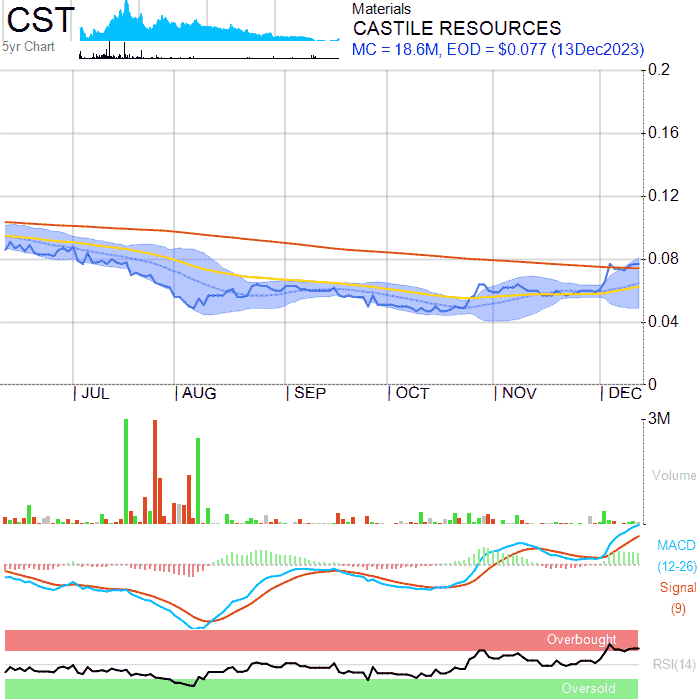 CST
5yr Chart
Materials
CASTILE RESOURCES
MC = 18.6M, EOD = $0.077 (13Dec2023)
0.2
0.16
0.12
0.08
0.04
0
JUL
AUG
SEP
OCT
NOV
DEC
3M
Volume
MACD
(12-26)
Signal
(9)
Overbought
RSI(14)
Oversold